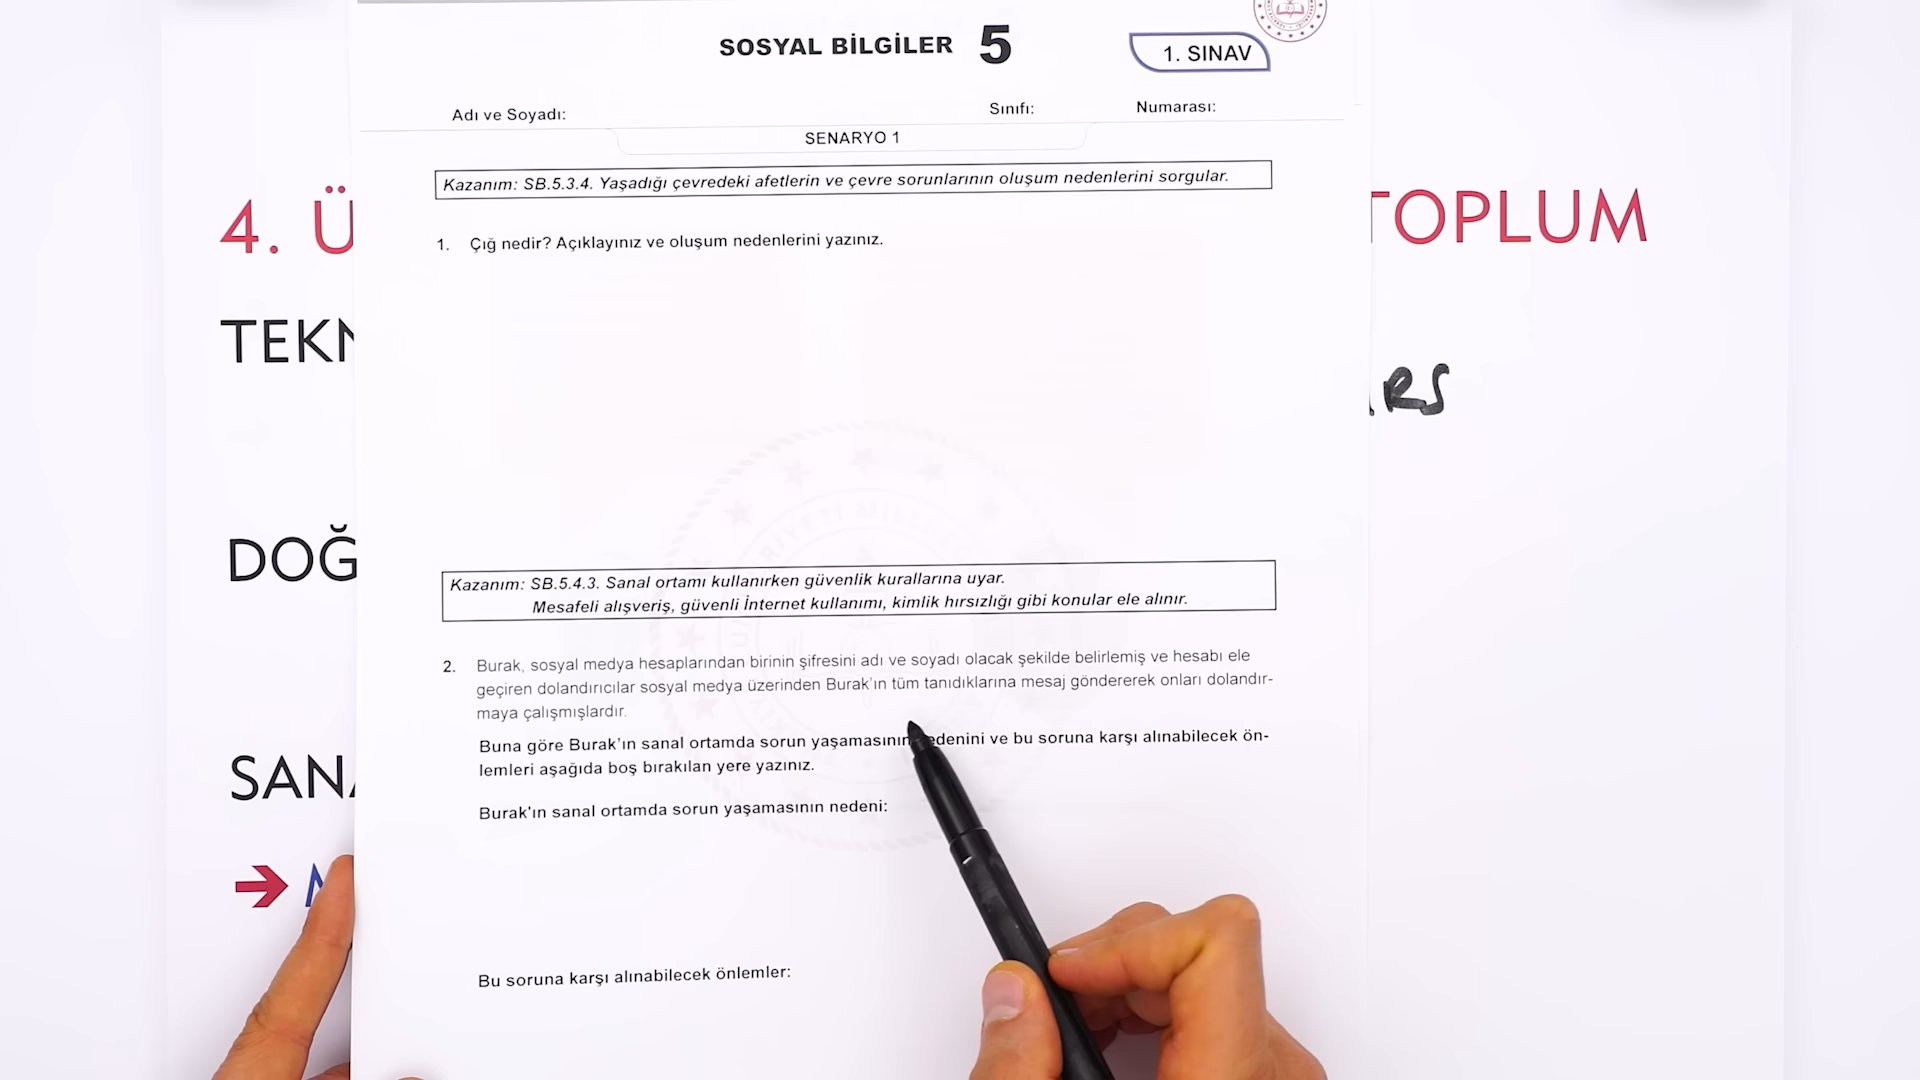 SOSYAL BİLGİLER 5
1. SINAV
Adı ve Soyadı: Sınıfı: Numarası:
SENARYO 1
Kazanım: SB.5.3.4. Yaşadığı çevredeki afetlerin ve çevre sorunlarının oluşum nedenlerini sorgular.
4. Ü TOPLUM
1. Çığ nedir? Açıklayınız ve oluşum nedenlerini yazınız.
TEKN
RS
DOĞ
Kazanım: SB.5.4.3. Sanal ortamı kullanırken güvenlik kurallarına uyar.
Mesafeli alışveriş, güvenli İnternet kullanımı, kimlik hırsızlığı gibi konular ele alınır.
2. Burak, sosyal medya hesaplarından birinin şifresini adı ve soyadı olacak şekilde belirlemiş ve hesabı ele
geçiren dolandırıcılar sosyal medya üzerinden Burak'ın tüm tanıdıklarına mesaj göndererek onları dolandır-
maya çalışmışlardır.
Buna göre Burak'ın sanal ortamda sorun yaşamasının nedenini ve bu soruna karşı alınabilecek ön-
lemleri aşağıda boş bırakılan yere yazınız.
SANA
Burak'ın sanal ortamda sorun yaşamasının nedeni:
Bu soruna karşı alınabilecek önlemler: